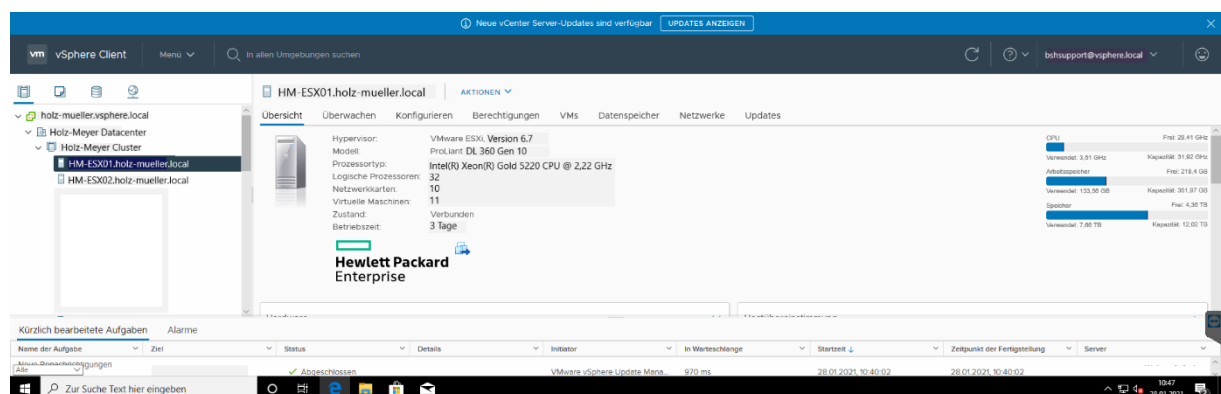 Neue vCenter Server-Updates sind verfügbar UPDATES ANZEIGEN
vm vSphere Client Menü In allen Umgebungen suchen bshsupport@vsphere.local
holz-mueller.vsphere.local
Holz-Meyer Datacenter
Holz-Meyer Cluster
HM-ESX01.holz-mueller.local
HM-ESX02.holz-mueller.local
HM-ESX01.holz-mueller.local AKTIONEN
Übersicht Überwachen Konfigurieren Berechtigungen VMs Datenspeicher Netzwerke Updates
Hypervisor: VMware ESXi, Version 6.7
Modell: ProLiant DL 360 Gen 10
Prozessortyp: Intel(R) Xeon(R) Gold 5220 CPU @ 2,22 GHz
Logische Prozessoren: 32
Netzwerkkarten: 10
Virtuelle Maschinen: 11
Zustand: Verbunden
Betriebszeit: 3 Tage
Hewlett Packard
Enterprise
CPU Frei: 28,41 GHz
Verwendet: 3,51 GHz Kapazität: 31,92 GHz
Arbeitsspeicher Frei: 218,4 GB
Verwendet: 133,56 GB Kapazität: 351,97 GB
Speicher Frei: 4,36 TB
Verwendet: 7,66 TB Kapazität: 12,02 TB
Kürzlich bearbeitete Aufgaben Alarme
Name der Aufgabe Ziel Status Details Initiator In Warteschlange Startzeit Zeitpunkt der Fertigstellung Server
Alle
Abgeschlossen VMware vSphere Update Mana... 970 ms 28.01.2021, 10:40:02 28.01.2021, 10:40:02
Zur Suche Text hier eingeben
10:47
28.01.2021